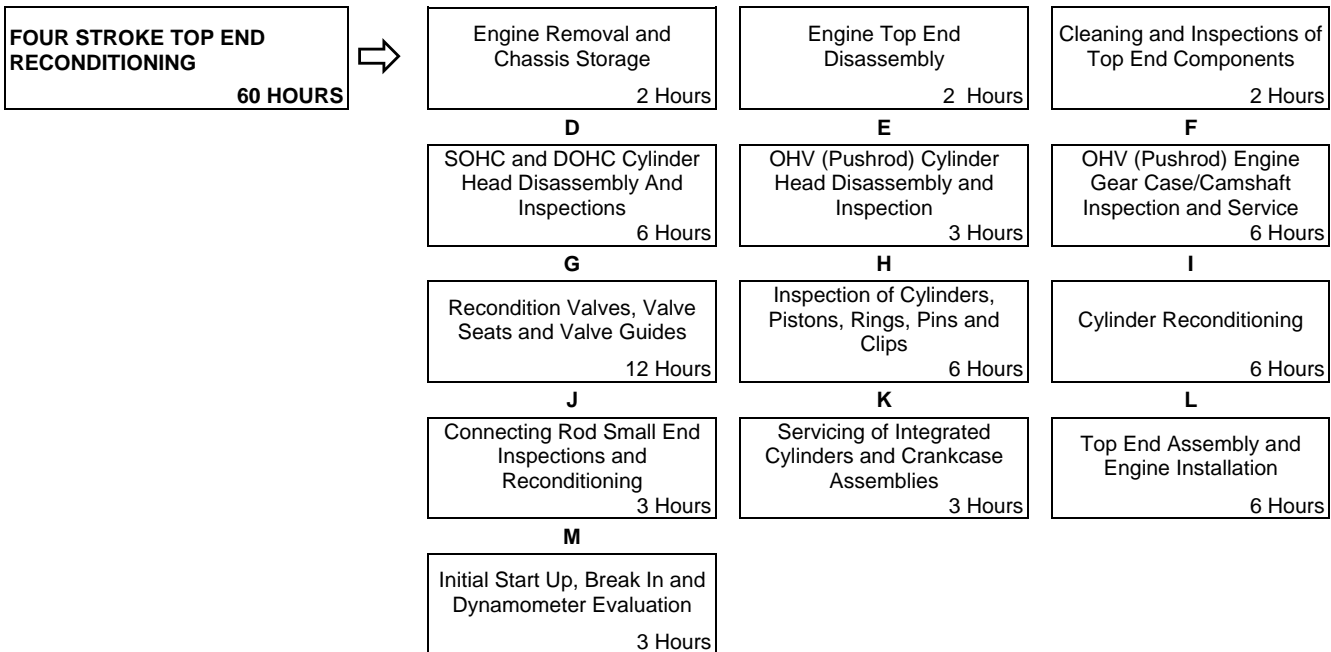 FOUR STROKE TOP END
RECONDITIONING
60 HOURS
Engine Removal and
Chassis Storage
2 Hours
Engine Top End
Disassembly
2 Hours
Cleaning and Inspections of
Top End Components
2 Hours
D
SOHC and DOHC Cylinder
Head Disassembly And
Inspections
6 Hours
E
OHV (Pushrod) Cylinder
Head Disassembly and
Inspection
3 Hours
F
OHV (Pushrod) Engine
Gear Case/Camshaft
Inspection and Service
6 Hours
G
Recondition Valves, Valve
Seats and Valve Guides
12 Hours
H
Inspection of Cylinders,
Pistons, Rings, Pins and
Clips
6 Hours
I
Cylinder Reconditioning
6 Hours
J
Connecting Rod Small End
Inspections and
Reconditioning
3 Hours
K
Servicing of Integrated
Cylinders and Crankcase
Assemblies
3 Hours
L
Top End Assembly and
Engine Installation
6 Hours
M
Initial Start Up, Break In and
Dynamometer Evaluation
3 Hours